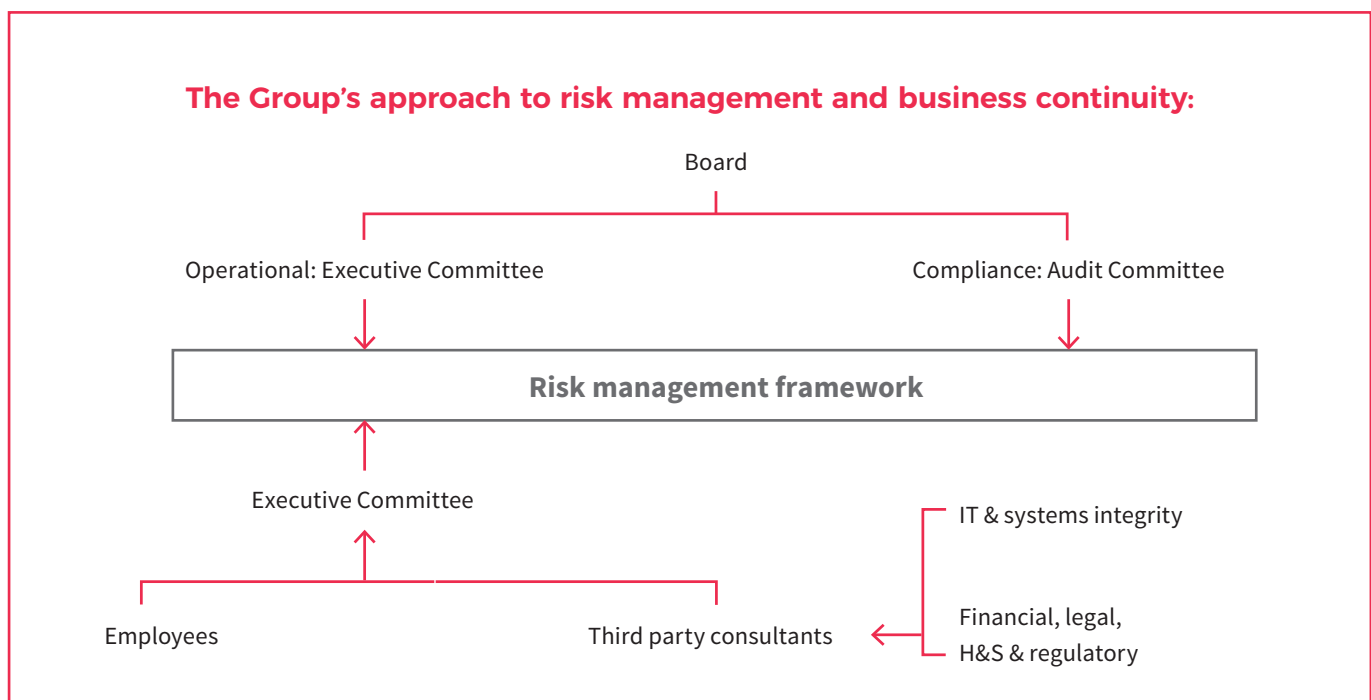 The Group’s approach to risk management and business continuity:
Board
Operational: Executive Committee
Compliance: Audit Committee
Risk management framework
Executive Committee
IT & systems integrity
Employees
Third party consultants
Financial, legal,
H&S & regulatory